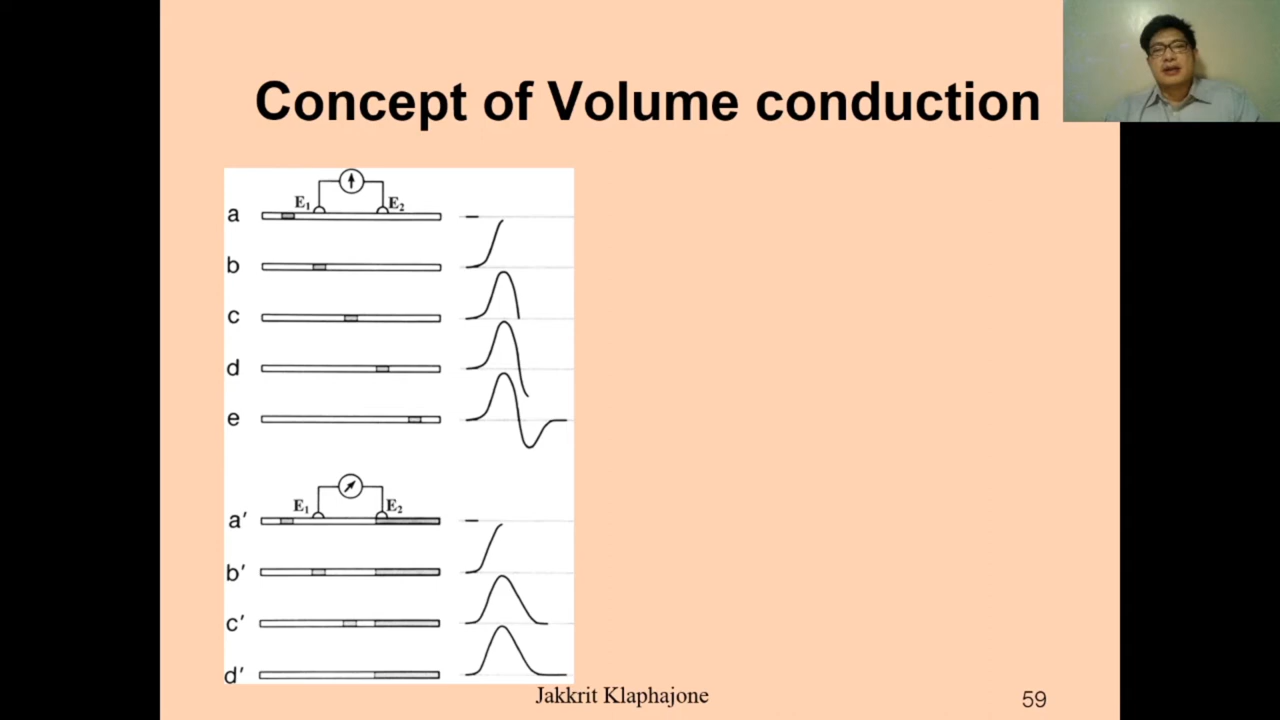 Concept of Volume conduction
E₁ E₂
a
b
c
d
e
E₁ E₂
a′
b′
c′
d′
Jakkrit Klaphajone
59